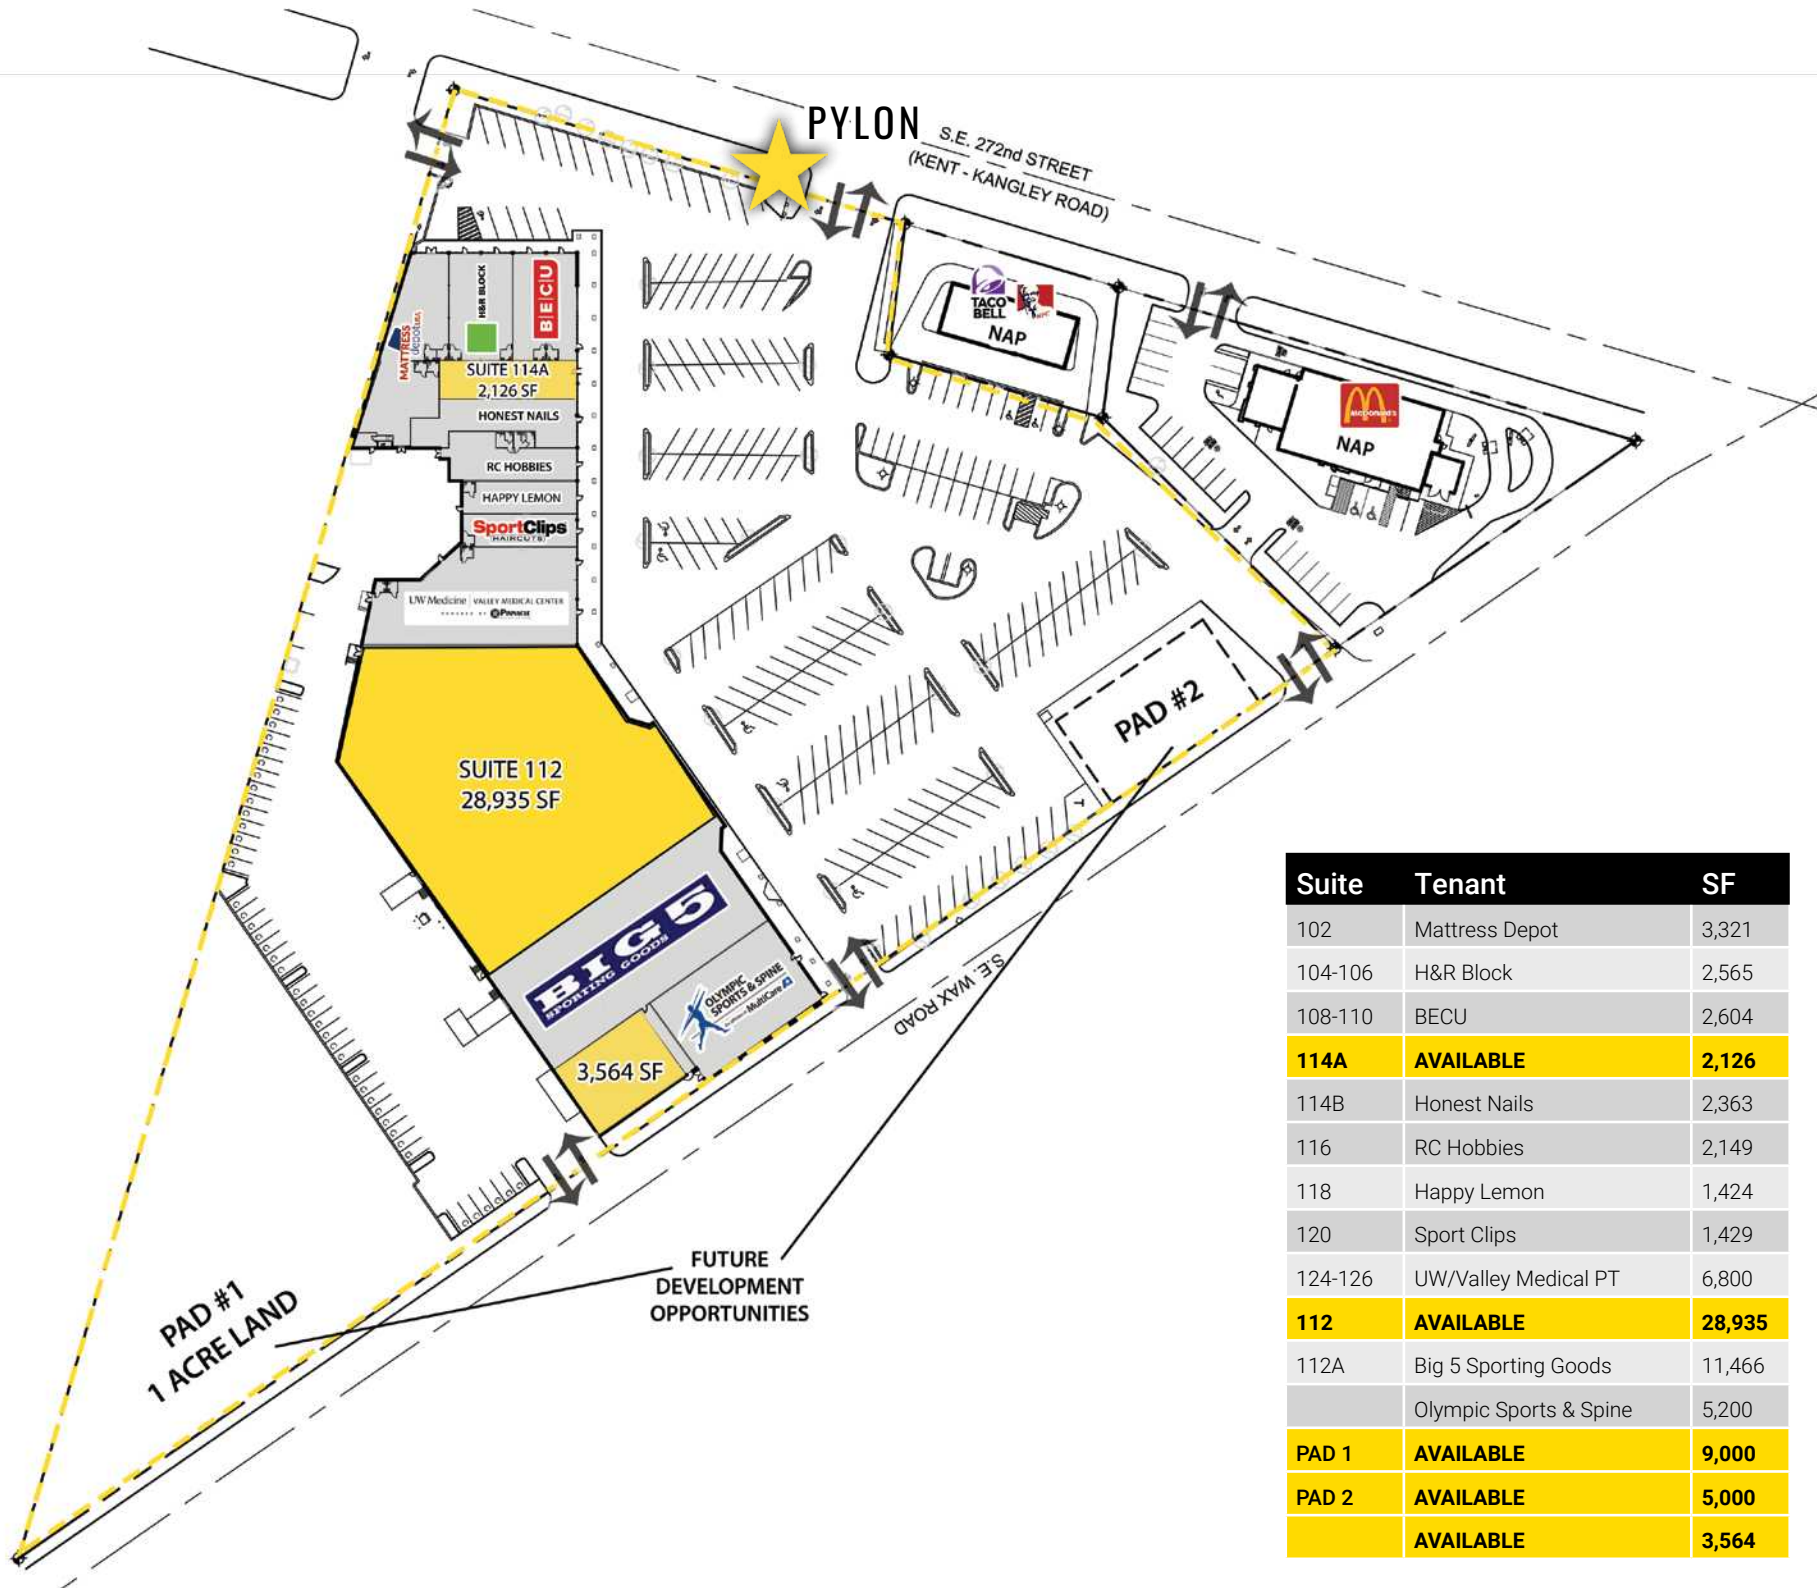 PYLON
S.E. 272nd STREET
(KENT - KANGLEY ROAD)
TACO
BELL
KFC
NAP
McDonald's
NAP
MATTRESS
depot USA
H&R BLOCK
BECU
SUITE 114A
2,126 SF
HONEST NAILS
RC HOBBIES
HAPPY LEMON
SportClips
HAIRCUTS
UW Medicine | VALLEY MEDICAL CENTER
POWERED BY Pinnacle
SUITE 112
28,935 SF
PAD #2
BIG 5
SPORTING GOODS
OLYMPIC
SPORTS & SPINE
MultiCare
3,564 SF
S.E. WAX ROAD
FUTURE
DEVELOPMENT
OPPORTUNITIES
PAD #1
1 ACRE LAND
Suite Tenant SF
102 Mattress Depot 3,321
104-106 H&R Block 2,565
108-110 BECU 2,604
114A AVAILABLE 2,126
114B Honest Nails 2,363
116 RC Hobbies 2,149
118 Happy Lemon 1,424
120 Sport Clips 1,429
124-126 UW/Valley Medical PT 6,800
112 AVAILABLE 28,935
112A Big 5 Sporting Goods 11,466
Olympic Sports & Spine 5,200
PAD 1 AVAILABLE 9,000
PAD 2 AVAILABLE 5,000
AVAILABLE 3,564